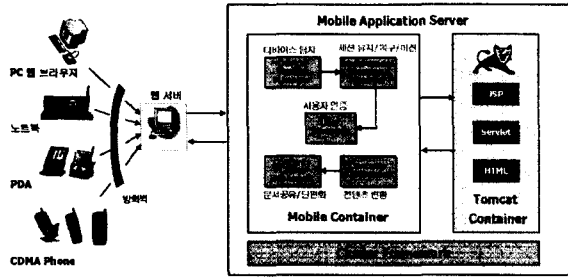 Mobile Application Server
PC 웹 브라우저
노트북
PDA
CDMA Phone
방화벽
웹 서버
디바이스 탐지
세션 유지/복구/이전
사용자 인증
문서공유/단편화
컨텐츠 변환
Mobile Container
JSP
Servlet
HTML
Tomcat
Container